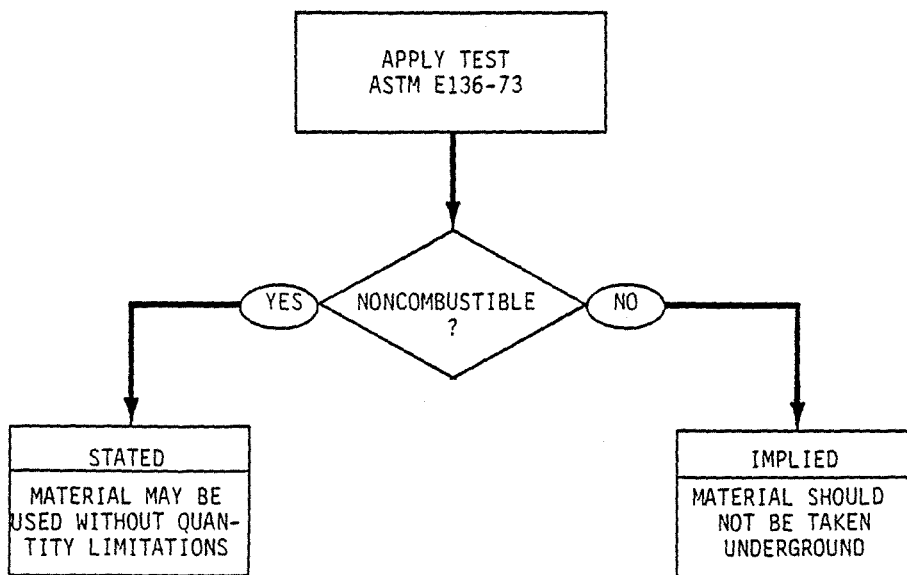 APPLY TEST
ASTM E136-73
YES
NONCOMBUSTIBLE
?
NO
STATED
MATERIAL MAY BE
USED WITHOUT QUAN-
TITY LIMITATIONS
IMPLIED
MATERIAL SHOULD
NOT BE TAKEN
UNDERGROUND